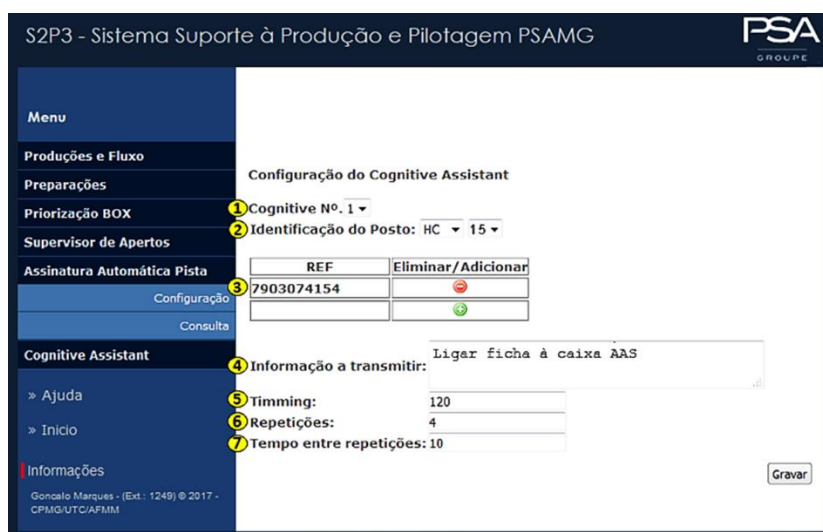 S2P3 - Sistema Suporte à Produção e Pilotagem PSAMG
PSA
GROUPE
Menu
Produções e Fluxo
Preparações
Priorização BOX
Supervisor de Apertos
Assinatura Automática Pista
Configuração
Consulta
Cognitive Assistant
» Ajuda
» Inicio
Informações
Goncalo Marques - (Ext.: 1249) @ 2017 -
CPMG/UTC/AFMM
Configuração do Cognitive Assistant
1 Cognitive Nº. 1
2 Identificação do Posto: HC 15
REF Eliminar/Adicionar
3 7903074154
4 Informação a transmitir: Ligar ficha à caixa AAS
5 Timming: 120
6 Repetições: 4
7 Tempo entre repetições: 10
Gravar